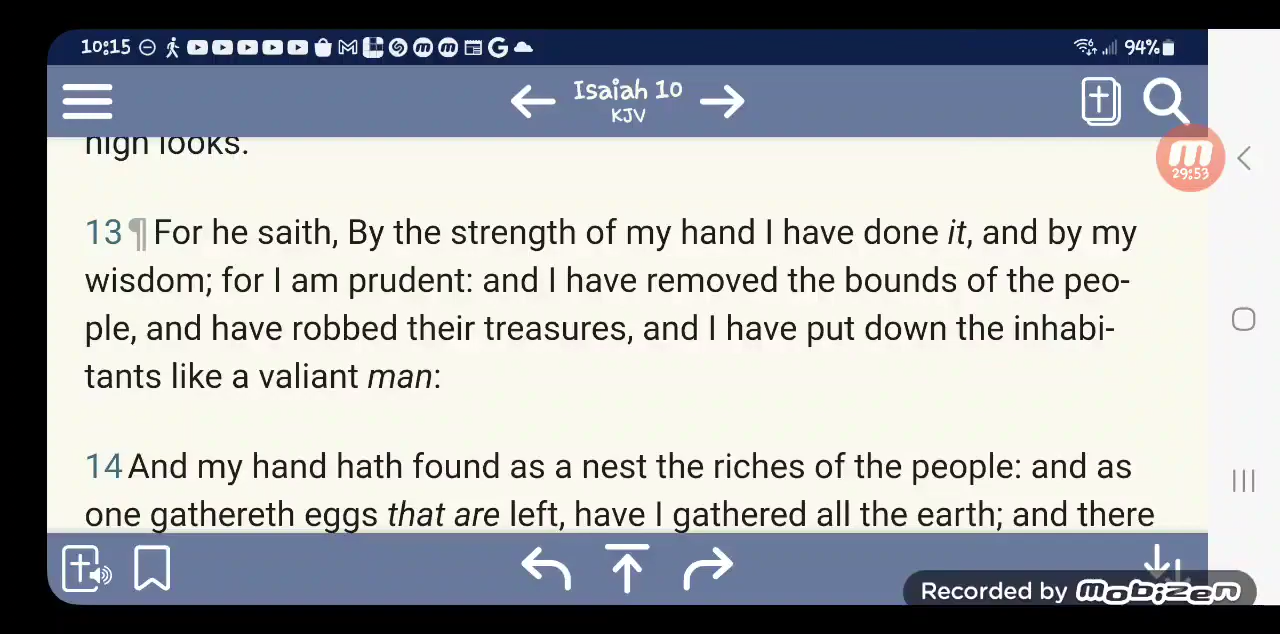 10:15 94%
Isaiah 10
KJV
high looks.
29:53
13 ¶ For he saith, By the strength of my hand I have done it, and by my
wisdom; for I am prudent: and I have removed the bounds of the peo-
ple, and have robbed their treasures, and I have put down the inhabi-
tants like a valiant man:
14 And my hand hath found as a nest the riches of the people: and as
one gathereth eggs that are left, have I gathered all the earth; and there
Recorded by Mobizen